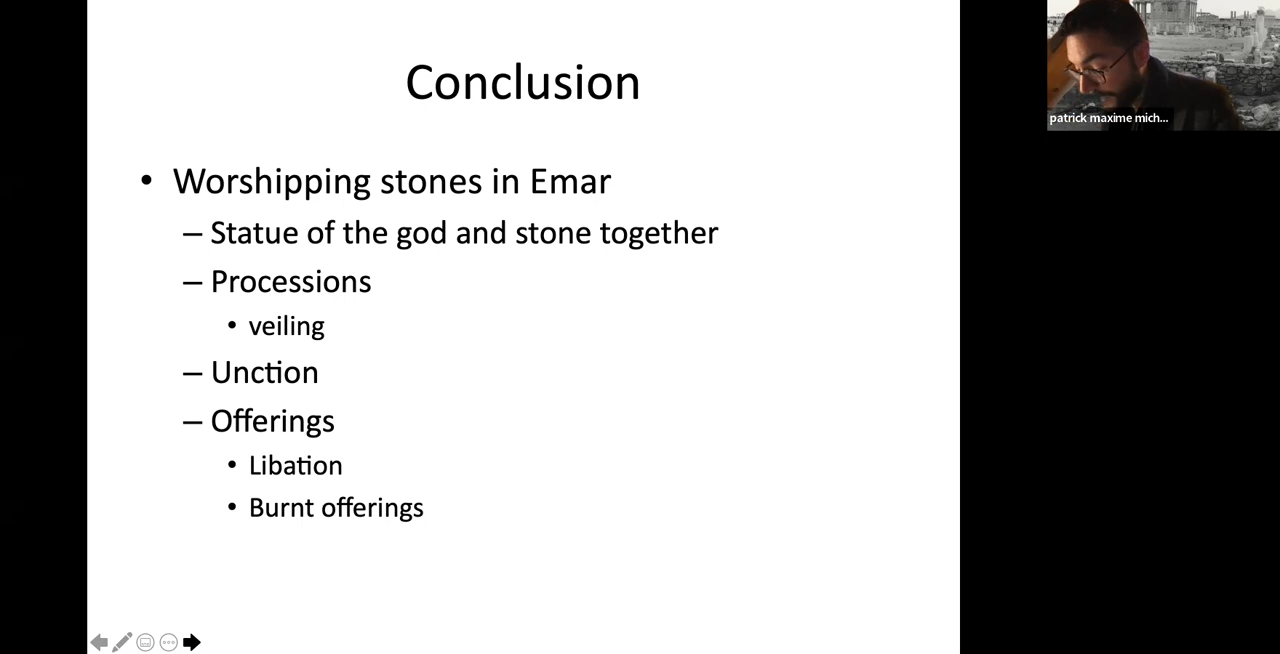 Conclusion
• Worshipping stones in Emar
– Statue of the god and stone together
– Processions
• veiling
– Unction
– Offerings
• Libation
• Burnt offerings
patrick maxime mich...